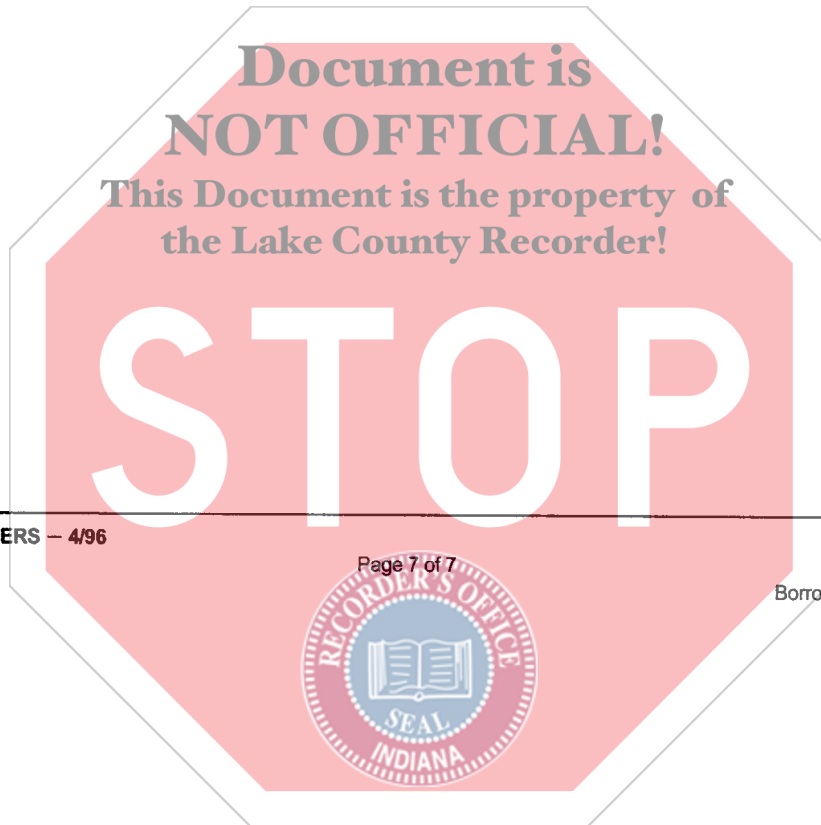 Document is
NOT OFFICIAL!
This Document is the property of
the Lake County Recorder!
STOP
ERS – 4/96
Page 7 of 7
Borro
RECORDER'S OFFICE
SEAL
INDIANA